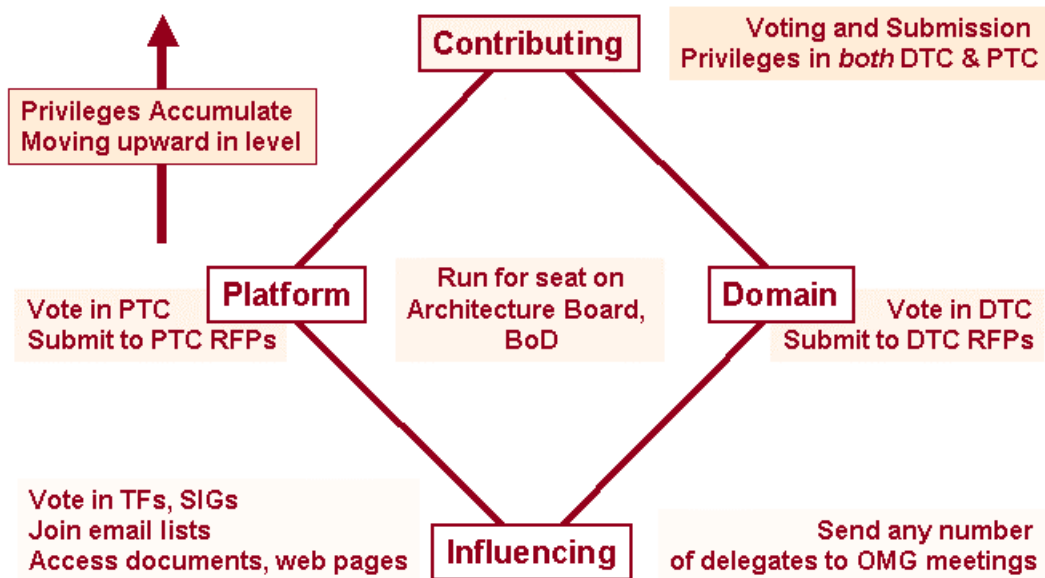 Contributing
Voting and Submission
Privileges in both DTC & PTC
Privileges Accumulate
Moving upward in level
Platform
Vote in PTC
Submit to PTC RFPs
Run for seat on
Architecture Board,
BoD
Domain
Vote in DTC
Submit to DTC RFPs
Vote in TFs, SIGs
Join email lists
Access documents, web pages
Influencing
Send any number
of delegates to OMG meetings